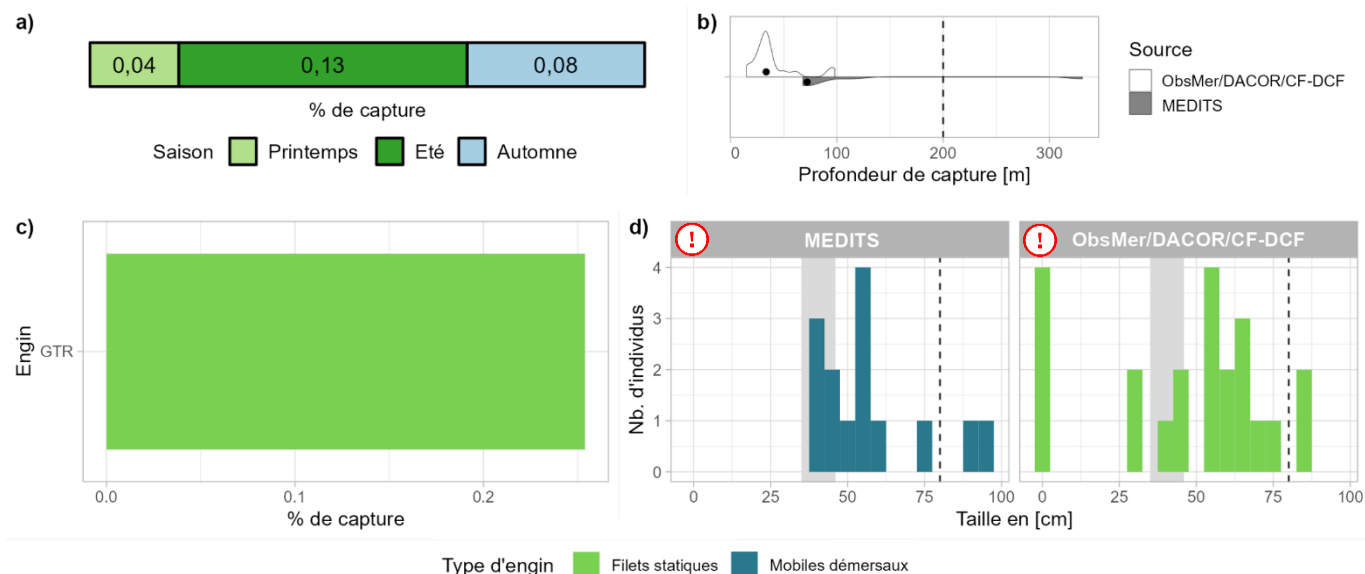 a)
0,04 0,13 0,08
% de capture
Saison Printemps Eté Automne
b)
0 100 200 300
Profondeur de capture [m]
Source
ObsMer/DACOR/CF-DCF
MEDITS
c)
Engin
GTR
0.0 0.1 0.2
% de capture
d)
! MEDITS
! ObsMer/DACOR/CF-DCF
Nb. d'individus
4
3
2
1
0
0 25 50 75 100
0 25 50 75 100
Taille en [cm]
Type d'engin Filets statiques Mobiles démersaux